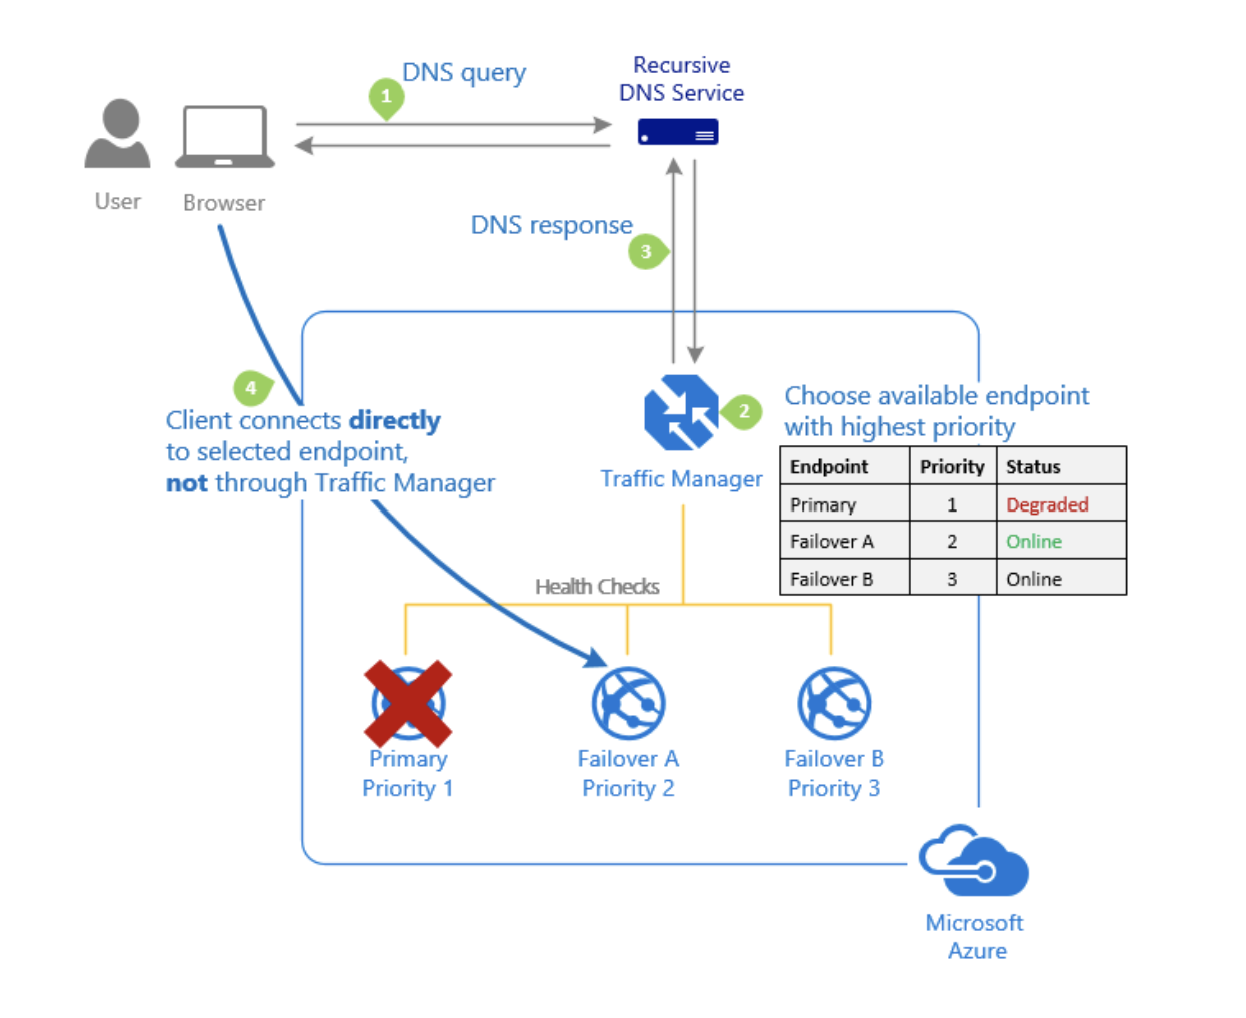 DNS query
1
Recursive
DNS Service
User
Browser
DNS response
3
4
Client connects directly
to selected endpoint,
not through Traffic Manager
2
Traffic Manager
Choose available endpoint
with highest priority
Endpoint Priority Status
Primary 1 Degraded
Failover A 2 Online
Failover B 3 Online
Health Checks
Primary
Priority 1
Failover A
Priority 2
Failover B
Priority 3
Microsoft
Azure